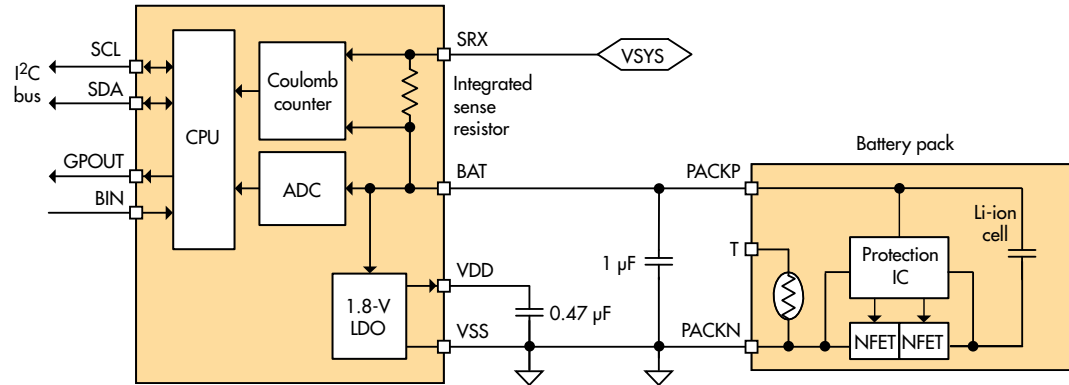 SCL
I²C
bus
SDA
GPOUT
BIN
CPU
Coulomb
counter
ADC
1.8-V
LDO
SRX
VSYS
Integrated
sense
resistor
BAT
VDD
0.47 µF
VSS
1 µF
Battery pack
PACKP
T
PACKN
Protection
IC
NFET
NFET
Li-ion
cell